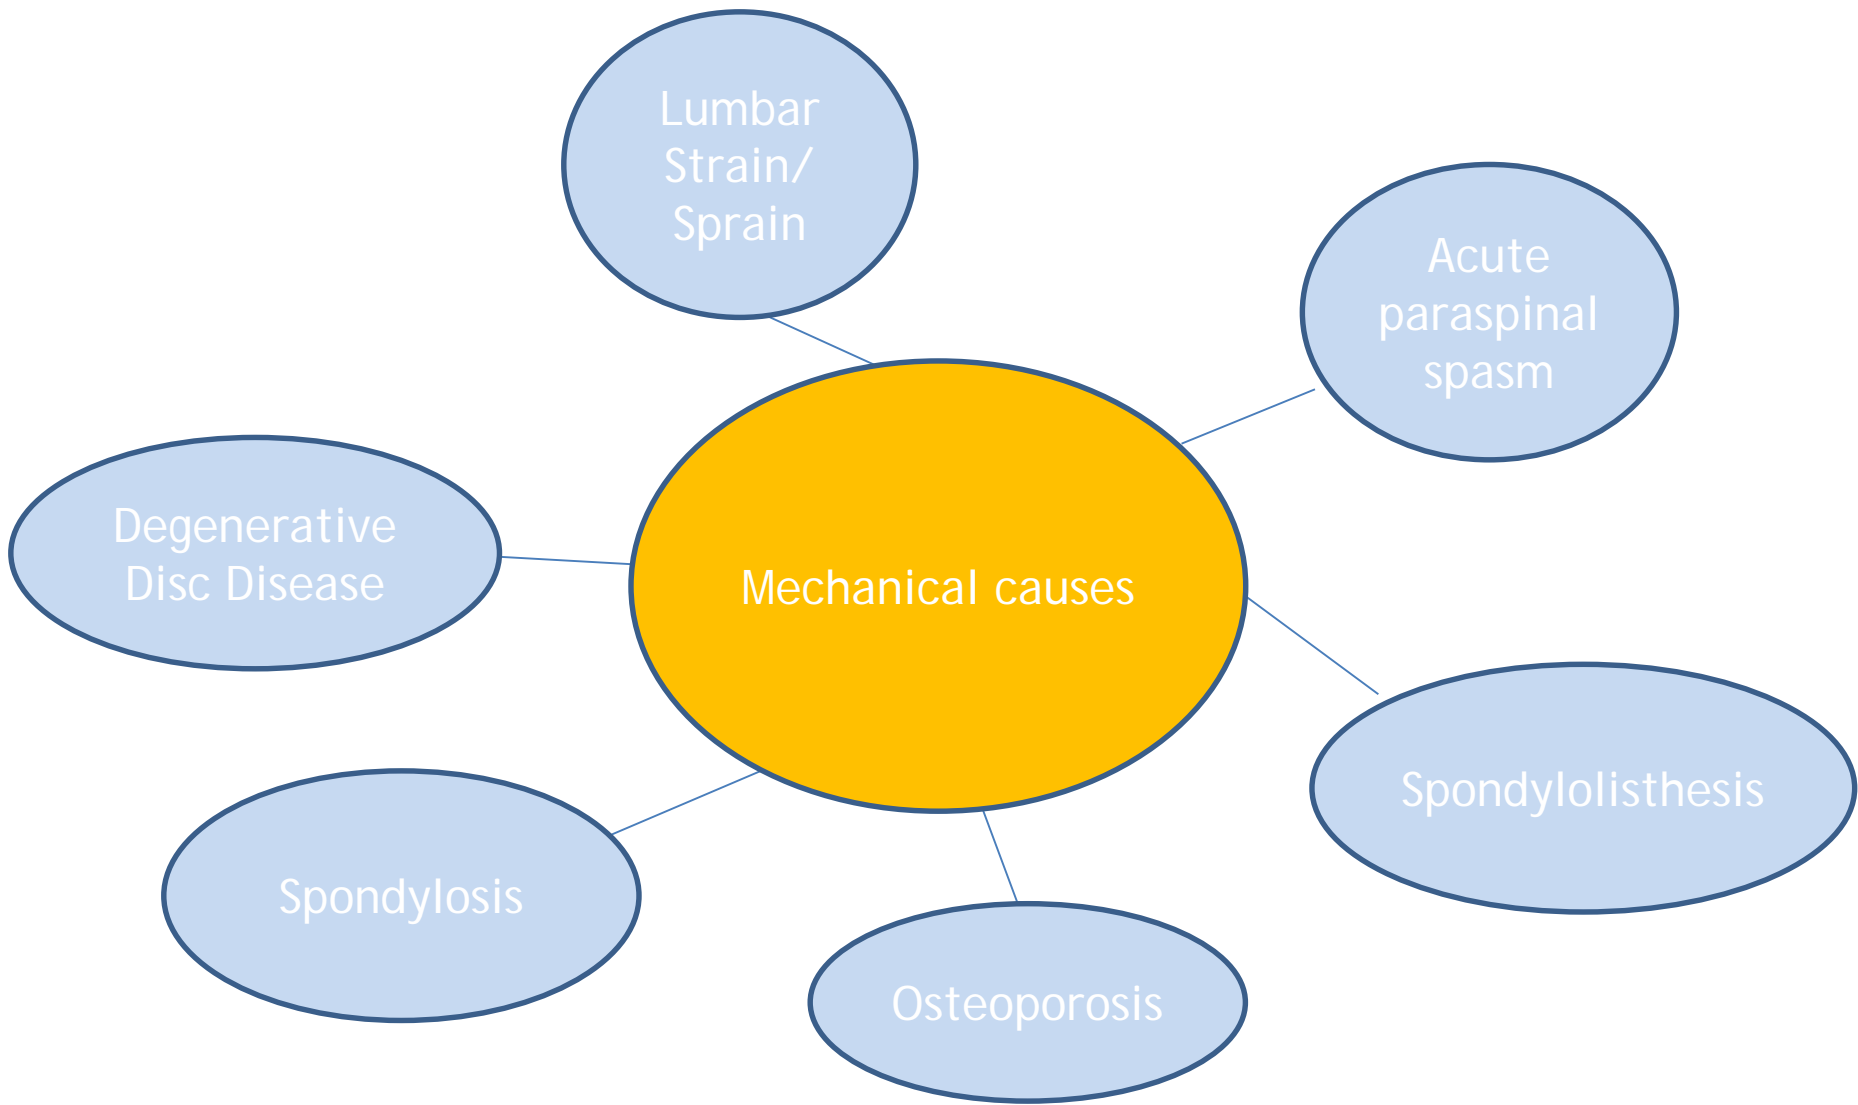 Lumbar
Strain/
Sprain
Acute
paraspinal
spasm
Degenerative
Disc Disease
Mechanical causes
Spondylolisthesis
Spondylosis
Osteoporosis